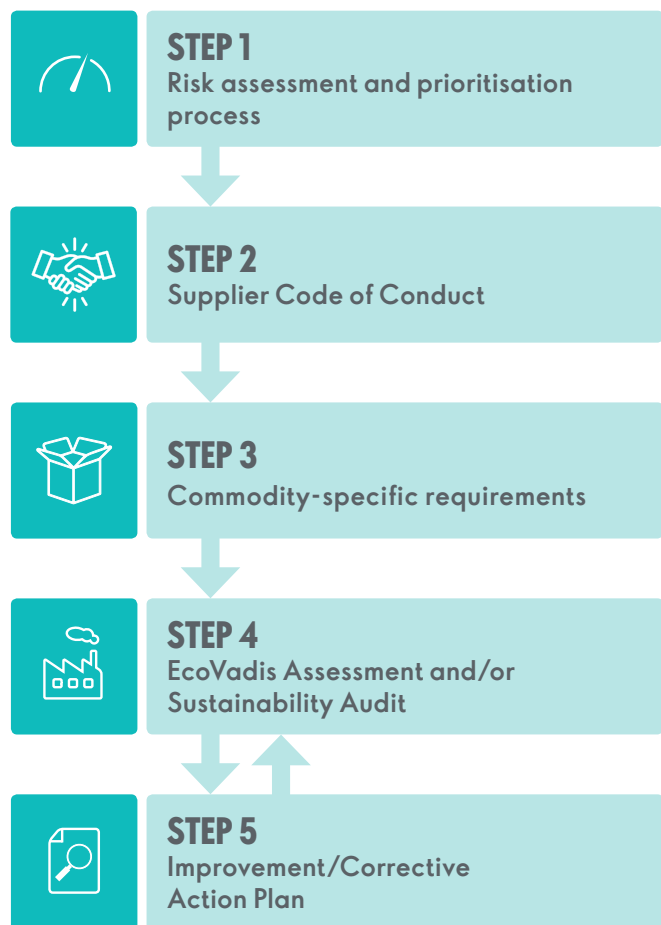 STEP 1
Risk assessment and prioritisation
process
STEP 2
Supplier Code of Conduct
STEP 3
Commodity-specific requirements
STEP 4
EcoVadis Assessment and/or
Sustainability Audit
STEP 5
Improvement/Corrective
Action Plan